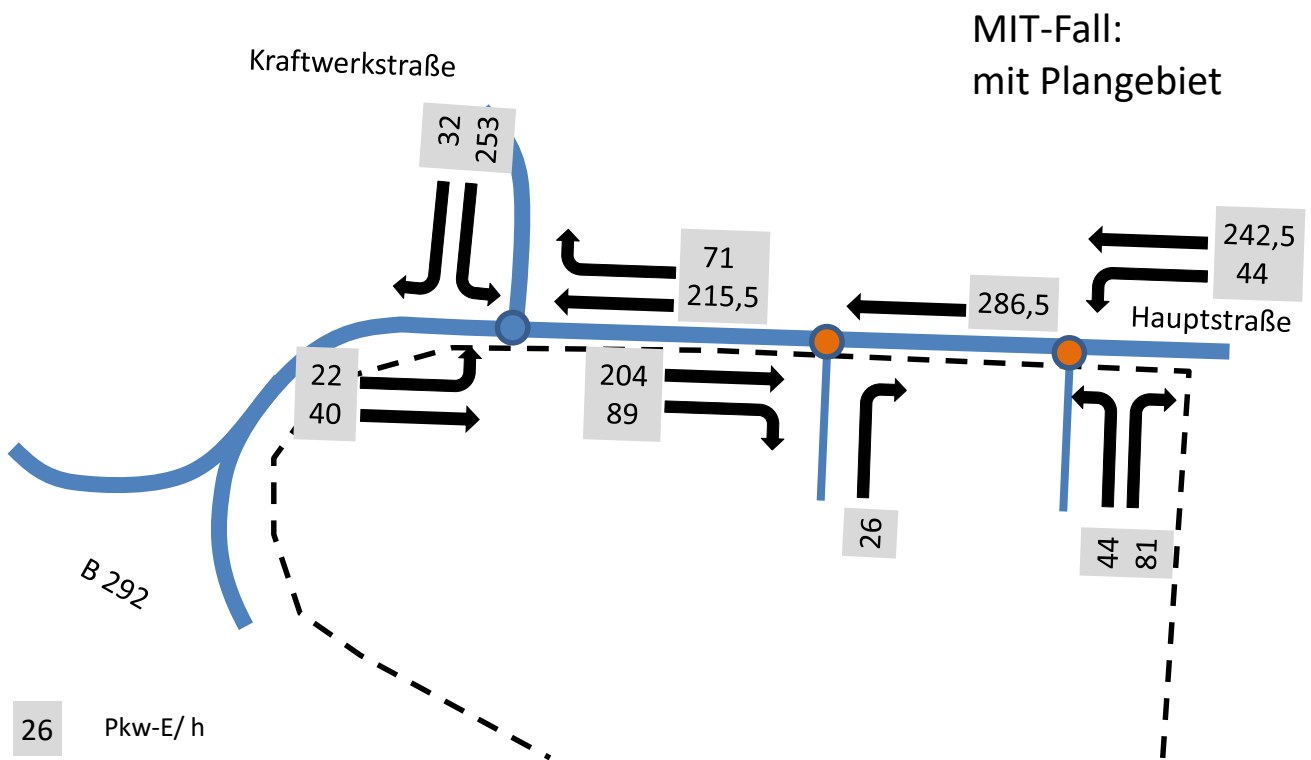 MIT-Fall:
mit Plangebiet
Kraftwerkstraße
32
253
71
215,5
286,5
242,5
44
Hauptstraße
22
40
204
89
26
44
81
B 292
26 Pkw-E/ h